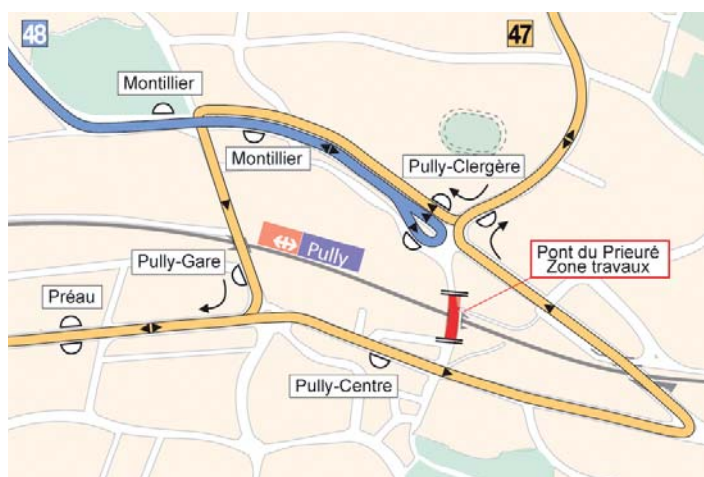 48
47
Montillier
Montillier
Pully-Clergère
Pully
Pont du Prieuré
Zone travaux
Pully-Gare
Préau
Pully-Centre